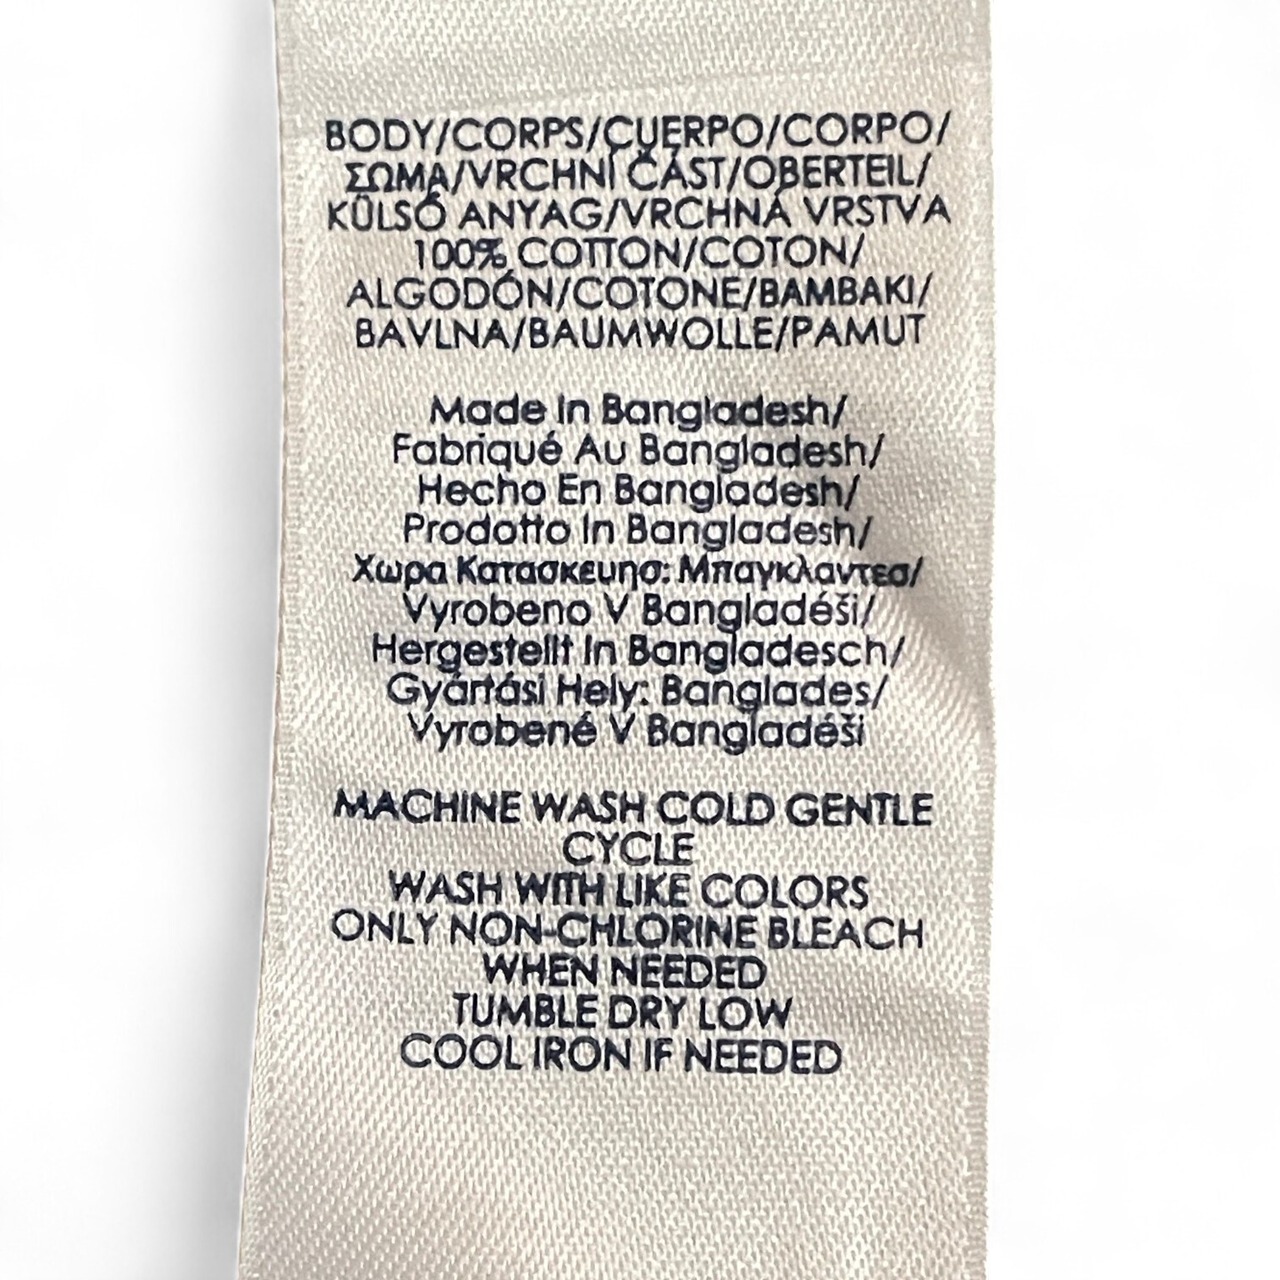 BODY/CORPS/CUERPO/CORPO/
ΣΩΜΑ/VRCHNÍ ČÁST/OBERTEIL/
KÜLSŐ ANYAG/VRCHNÁ VRSTVA
100% COTTON/COTON/
ALGODÓN/COTONE/BAMBAKI/
BAVLNA/BAUMWOLLE/PAMUT
Made In Bangladesh/
Fabriqué Au Bangladesh/
Hecho En Bangladesh/
Prodotto In Bangladesh/
Χωρα Κατασκευησ: Μπαγκλαντεσ/
Vyrobeno V Bangladéši/
Hergestellt In Bangladesch/
Gyártási Hely: Banglades/
Vyrobené V Bangladéši
MACHINE WASH COLD GENTLE
CYCLE
WASH WITH LIKE COLORS
ONLY NON-CHLORINE BLEACH
WHEN NEEDED
TUMBLE DRY LOW
COOL IRON IF NEEDED